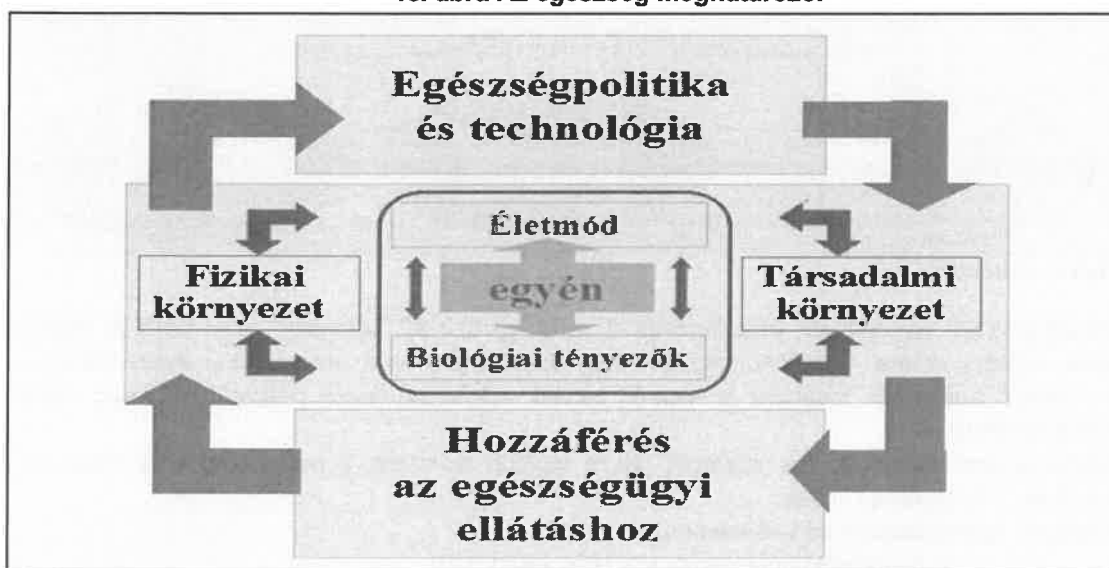 Egészségpolitika
és technológia
Életmód
Fizikai
környezet
egyén
Társadalmi
környezet
Biológiai tényezők
Hozzáférés
az egészségügyi
ellátáshoz